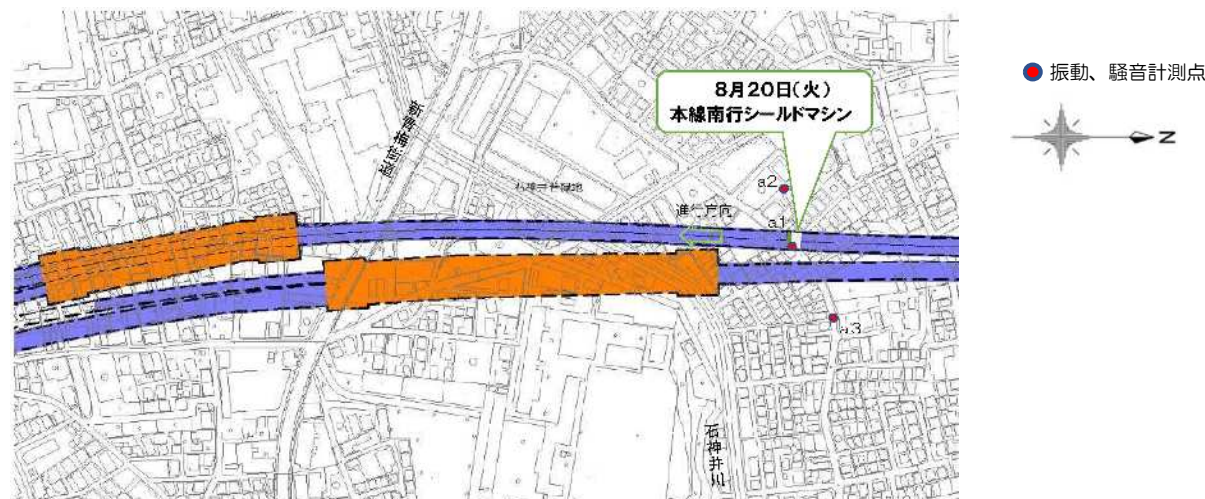 振動、騒音計測点
N
8月20日(火)
本線南行シールドマシン
新青梅街道
a2
a1
進行方向
a3
石神井川